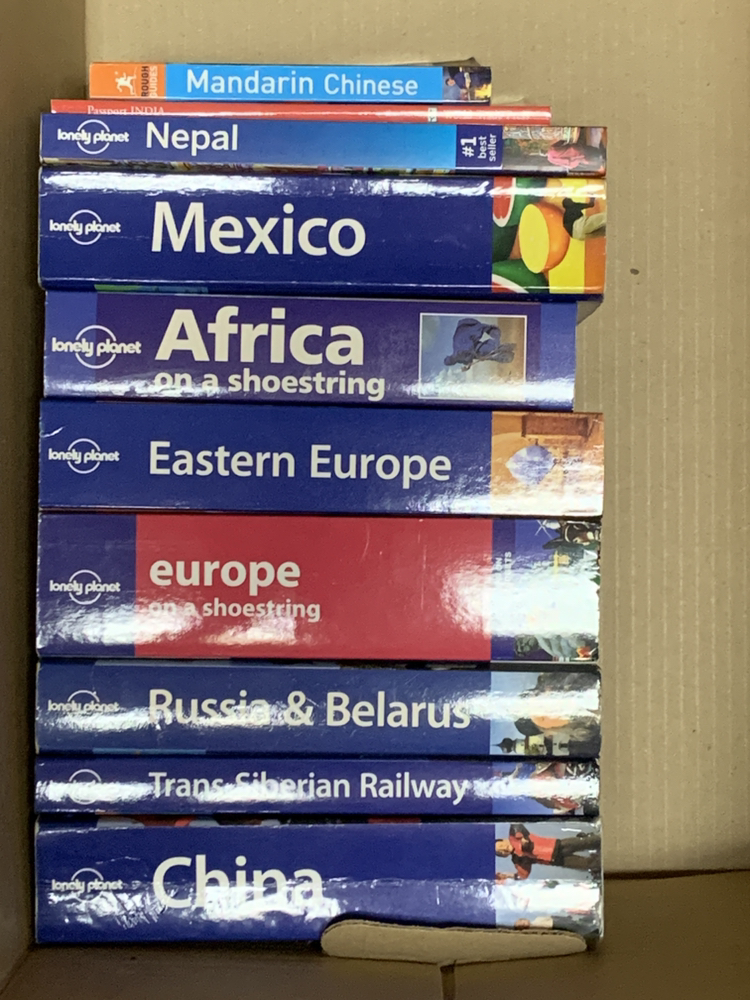 ROUGH
GUIDES
Mandarin Chinese
Passport INDIA
lonely planet
Nepal
#1
best
seller
lonely planet
Mexico
lonely planet
Africa
on a shoestring
lonely planet
Eastern Europe
lonely planet
europe
on a shoestring
lonely planet
Russia & Belarus
Trans-Siberian Railway
lonely planet
China